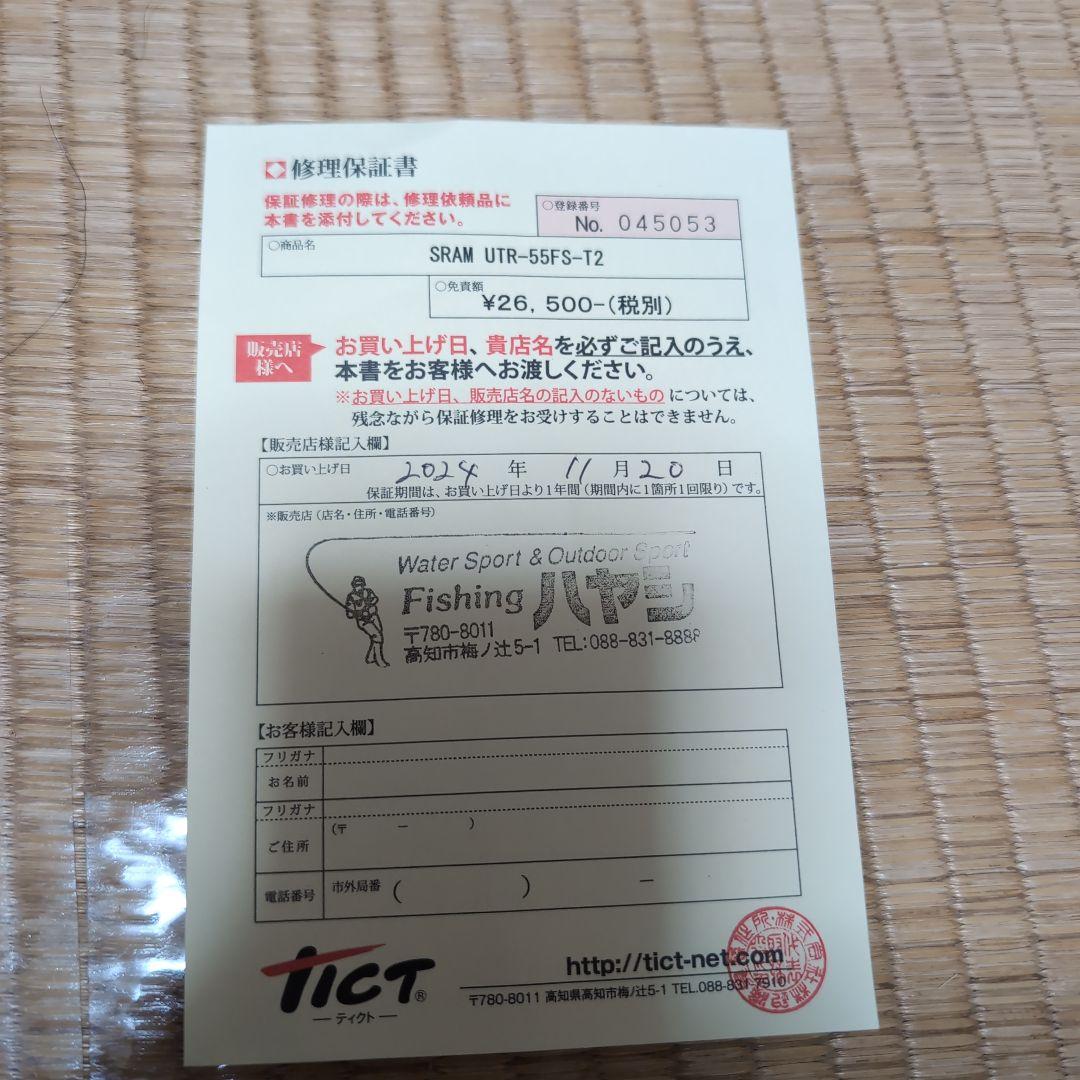 修理保証書
保証修理の際は、修理依頼品に
本書を添付してください。
○登録番号
No. 045053
○商品名
SRAM UTR-55FS-T2
○免責額
¥26,500-(税別)
販売店
様へ
お買い上げ日、貴店名を必ずご記入のうえ、
本書をお客様へお渡しください。
※お買い上げ日、販売店名の記入のないものについては、
残念ながら保証修理をお受けすることはできません。
【販売店様記入欄】
○お買い上げ日 2024 年 11 月 20 日
保証期間は、お買い上げ日より1年間(期間内に1箇所1回限り)です。
※販売店(店名・住所・電話番号)
Water Sport & Outdoor Sport
Fishing ハヤシ
〒780-8011
高知市梅ノ辻5-1 TEL:088-831-8888
【お客様記入欄】
フリガナ
お名前
フリガナ
ご住所
(〒 － )
電話番号
市外局番 ( ) －
TICT®
ティクト
http://tict-net.com
〒780-8011 高知県高知市梅ノ辻5-1 TEL.088-831-7910